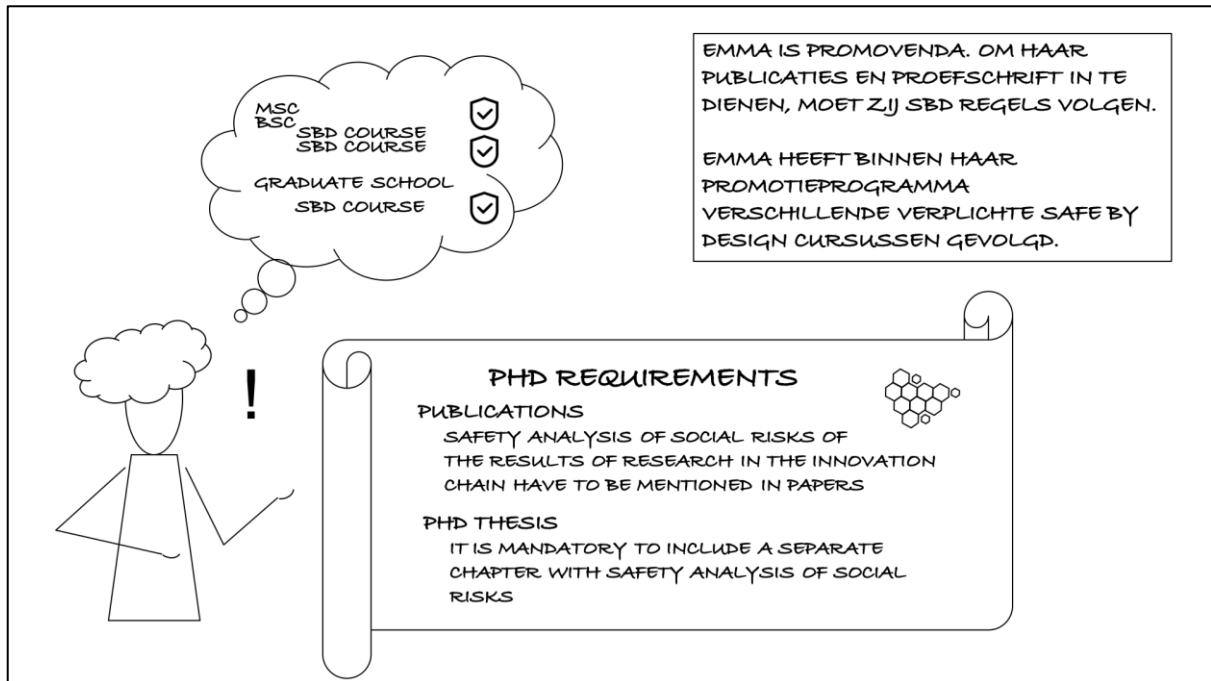 MSC
BSC
SBD COURSE
SBD COURSE
GRADUATE SCHOOL
SBD COURSE
EMMA IS PROMOVENDA. OM HAAR
PUBLICATIES EN PROEFSCHRIFT IN TE
DIENEN, MOET ZIJ SBD REGELS VOLGEN.
EMMA HEEFT BINNEN HAAR
PROMOTIEPROGRAMMA
VERSCHILLENDE VERPLICHTE SAFE BY
DESIGN CURSUSSEN GEVOLGD.
!
PHD REQUIREMENTS
PUBLICATIONS
SAFETY ANALYSIS OF SOCIAL RISKS OF
THE RESULTS OF RESEARCH IN THE INNOVATION
CHAIN HAVE TO BE MENTIONED IN PAPERS
PHD THESIS
IT IS MANDATORY TO INCLUDE A SEPARATE
CHAPTER WITH SAFETY ANALYSIS OF SOCIAL
RISKS